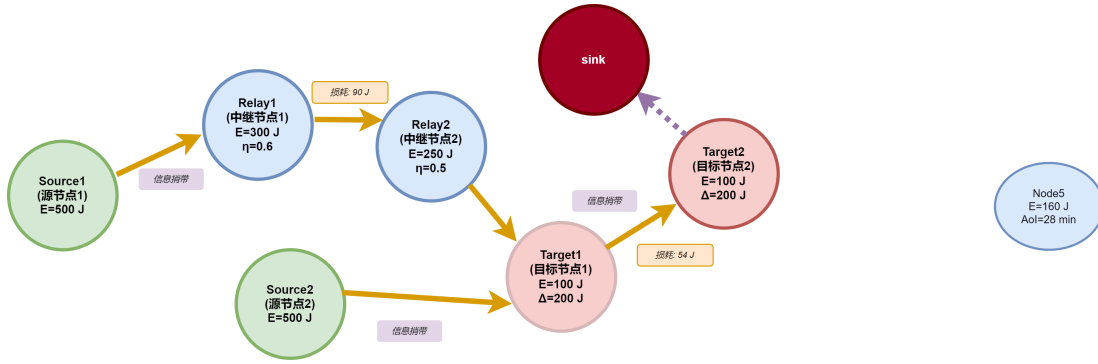 sink
Relay1
(中继节点1)
E=300 J
η=0.6
损耗: 90 J
Relay2
(中继节点2)
E=250 J
η=0.5
Target2
(目标节点2)
E=100 J
Δ=200 J
Source1
(源节点1)
E=500 J
信息捎带
信息捎带
Node5
E=160 J
AoI=28 min
Target1
(目标节点1)
E=100 J
Δ=200 J
损耗: 54 J
Source2
(源节点2)
E=500 J
信息捎带